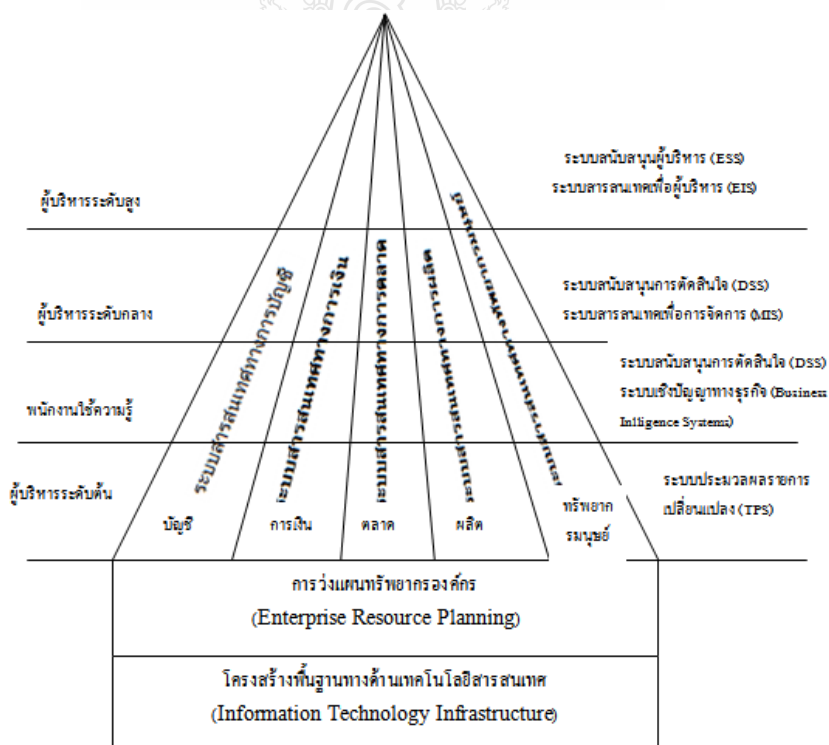 ระบบสนับสนุนผู้บริหาร (ESS)
ระบบสารสนเทศเพื่อผู้บริหาร (EIS)
ผู้บริหารระดับสูง
ระบบสนับสนุนการตัดสินใจ (DSS)
ระบบสารสนเทศเพื่อการจัดการ (MIS)
ผู้บริหารระดับกลาง
ระบบสนับสนุนการตัดสินใจ (DSS)
ระบบเชิงปัญญาทางธุรกิจ (Business
Inlligence Systems)
พนักงานใช้ความรู้
ระบบสารสนเทศทางการบัญชี
ะบบสารสนเทศทางการเงิน
ะบบสารสนเทศทางการตลาด
ผู้บริหารระดับต้น
ระบบประมวลผลรายการ
เปลี่ยนแปลง (TPS)
บัญชี
การเงิน
ตลาด
ผลิต
ทรัพยาก
รมนุษย์
การว่งแผนทรัพยากรองค์กร
(Enterprise Resource Planning)
โครงสร้างพื้นฐานทางด้านเทคโนโลยีสารสนเทศ
(Information Technology Infrastructure)